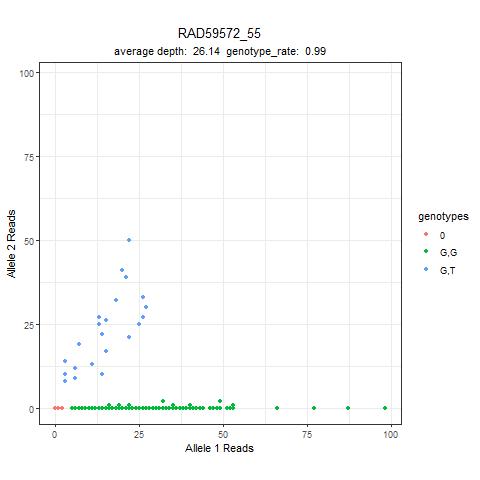 RAD59572_55
average depth: 26.14 genotype_rate: 0.99
100
75
50
25
0
Allele 2 Reads
0 25 50 75 100
Allele 1 Reads
genotypes
0
G,G
G,T